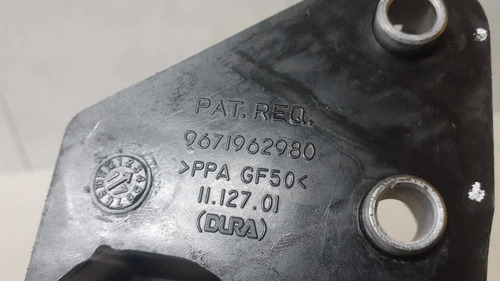 PAT. REQ.
9671962980
>PPA GF50<
11.127.01
(DURA)